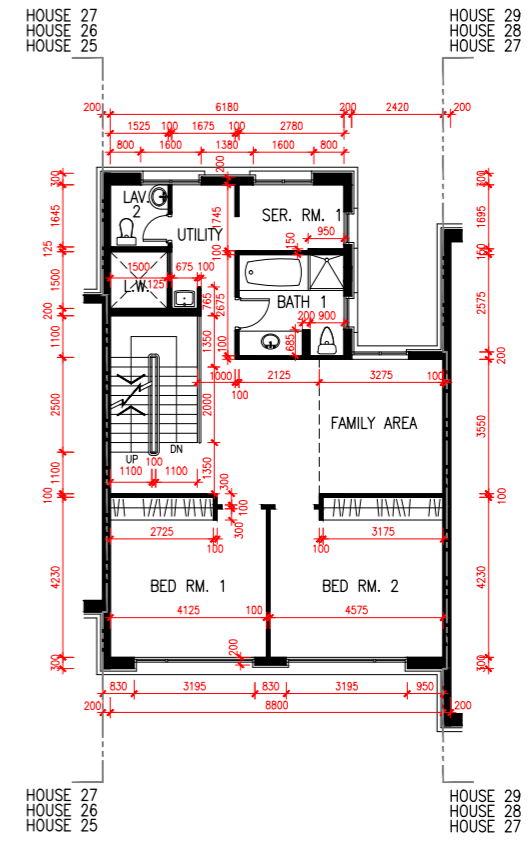 HOUSE 27
HOUSE 26
HOUSE 25
HOUSE 29
HOUSE 28
HOUSE 27
200 6180 200 2420 200
1525 100 1675 100 2780
800 1600 1380 1600 800
200
300
1645
125
1500
200
1100
2500
1100
100
4230
300
300
1695
150
2575
200
3550
100
4230
300
LAV.
2
1745
SER. RM. 1
950
UTILITY
150
100
1500 675 100
L.W.
125
765
2675
BATH 1
200 900
685
1350
100
1000 2125 3275 100
100
2000
FAMILY AREA
UP
DN
100
1100 1100
1350
300
100
300
2725
100
3175
100
BED RM. 1
BED RM. 2
4125 100 4575
200
830 3195 830 3195 950
200 8800 200
HOUSE 27
HOUSE 26
HOUSE 25
HOUSE 29
HOUSE 28
HOUSE 27